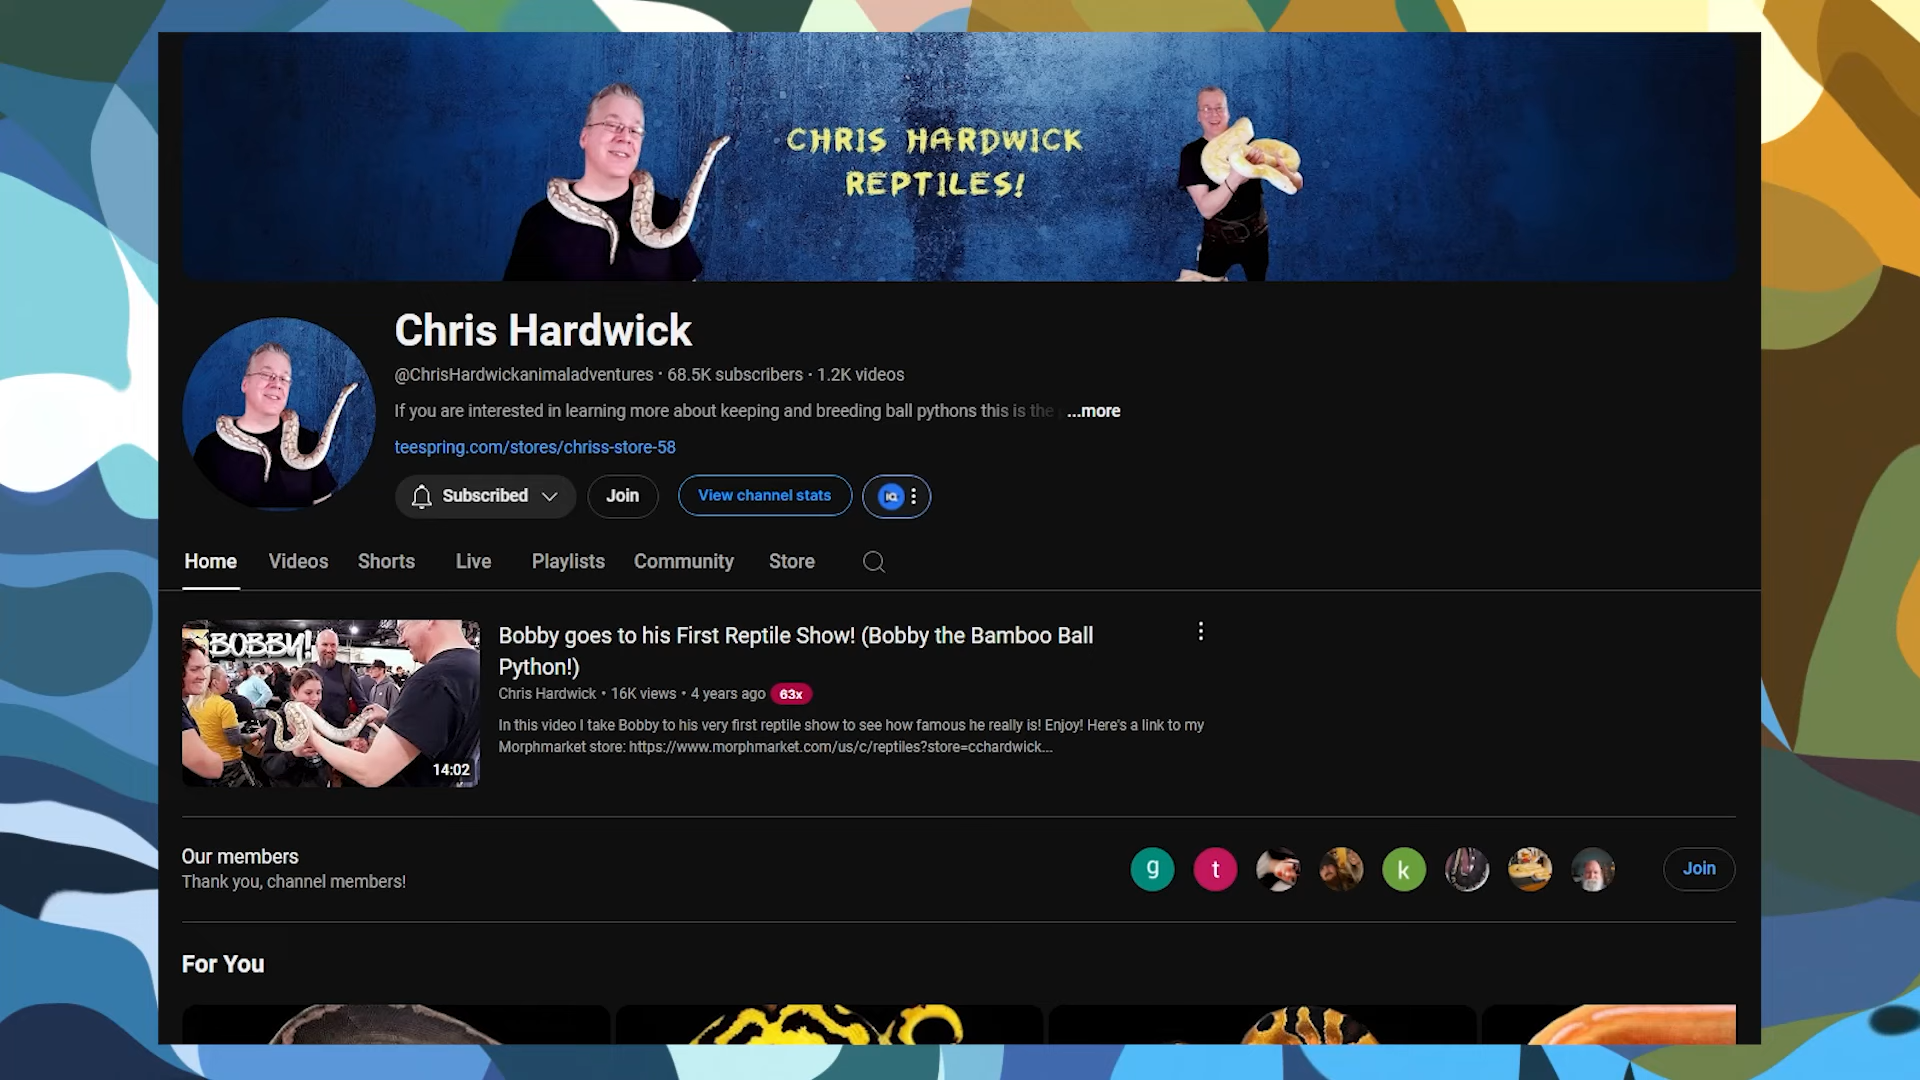 CHRIS HARDWICK
REPTILES!
Chris Hardwick
@ChrisHardwickanimaladventures • 68.5K subscribers • 1.2K videos
If you are interested in learning more about keeping and breeding ball pythons this is the ...more
teespring.com/stores/chriss-store-58
Subscribed
Join
View channel stats
IQ
Home
Videos
Shorts
Live
Playlists
Community
Store
BOBBY!
14:02
Bobby goes to his First Reptile Show! (Bobby the Bamboo Ball
Python!)
Chris Hardwick • 16K views • 4 years ago 63x
In this video I take Bobby to his very first reptile show to see how famous he really is! Enjoy! Here's a link to my
Morphmarket store: https://www.morphmarket.com/us/c/reptiles?store=cchardwick...
Our members
Thank you, channel members!
g
t
k
Join
For You